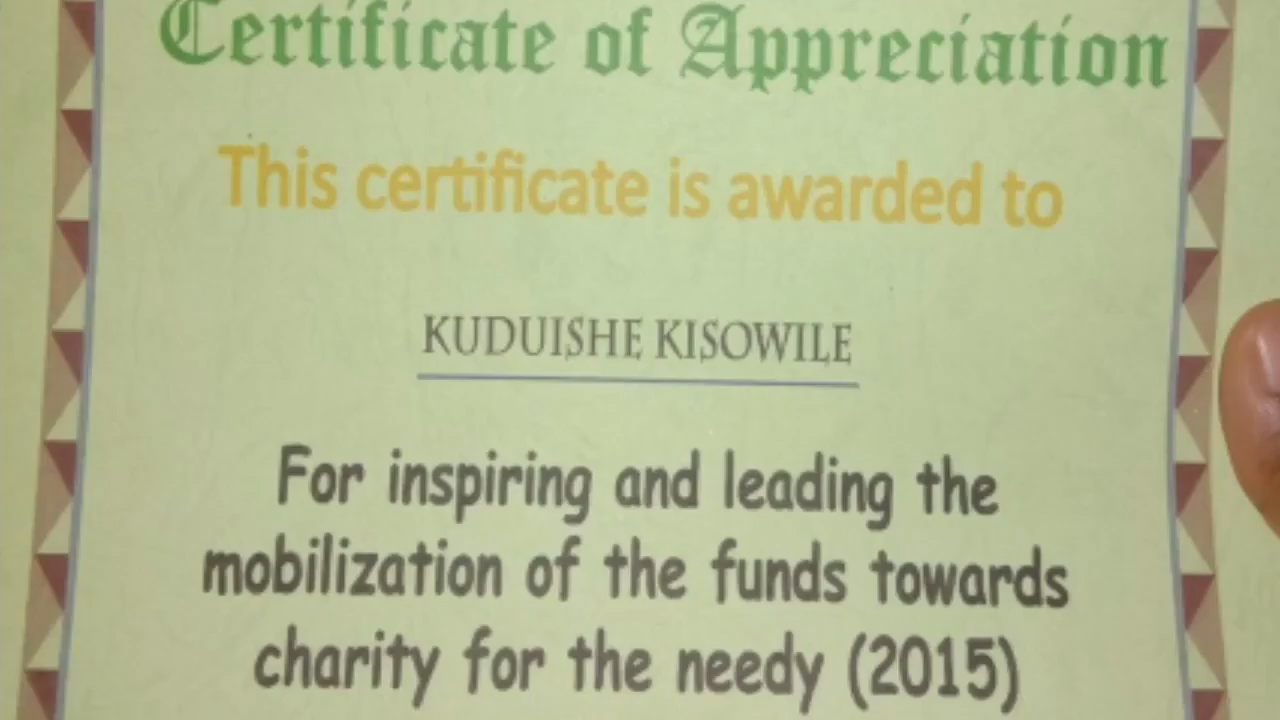 Certificate of Appreciation
This certificate is awarded to
KUDUISHE KISOWILE
For inspiring and leading the
mobilization of the funds towards
charity for the needy (2015)